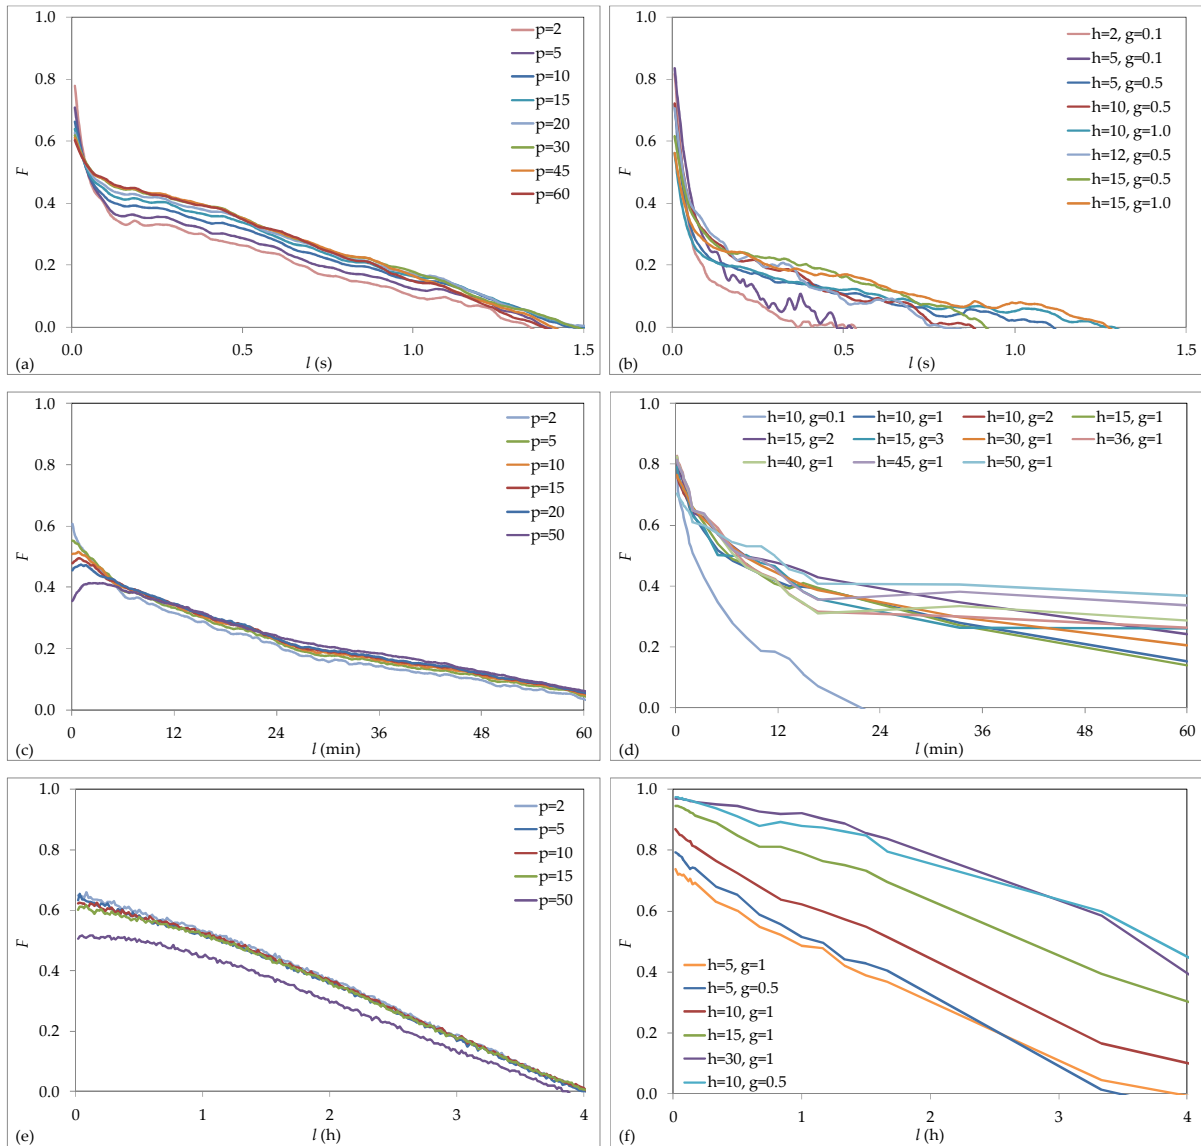 1.0
0.8
0.6
0.4
0.2
0.0
F
p=2
p=5
p=10
p=15
p=20
p=30
p=45
p=60
0.0 0.5 1.0 1.5
(a) l (s)
1.0
0.8
0.6
0.4
0.2
0.0
F
h=2, g=0.1
h=5, g=0.1
h=5, g=0.5
h=10, g=0.5
h=10, g=1.0
h=12, g=0.5
h=15, g=0.5
h=15, g=1.0
0.0 0.5 1.0 1.5
(b) l (s)
1.0
0.8
0.6
0.4
0.2
0.0
F
p=2
p=5
p=10
p=15
p=20
p=50
0 12 24 36 48 60
(c) l (min)
1.0
0.8
0.6
0.4
0.2
0.0
F
h=10, g=0.1 h=10, g=1 h=10, g=2 h=15, g=1
h=15, g=2 h=15, g=3 h=30, g=1 h=36, g=1
h=40, g=1 h=45, g=1 h=50, g=1
0 12 24 36 48 60
(d) l (min)
1.0
0.8
0.6
0.4
0.2
0.0
F
p=2
p=5
p=10
p=15
p=50
0 1 2 3 4
(e) l (h)
1.0
0.8
0.6
0.4
0.2
0.0
F
h=5, g=1
h=5, g=0.5
h=10, g=1
h=15, g=1
h=30, g=1
h=10, g=0.5
0 1 2 3 4
(f) l (h)